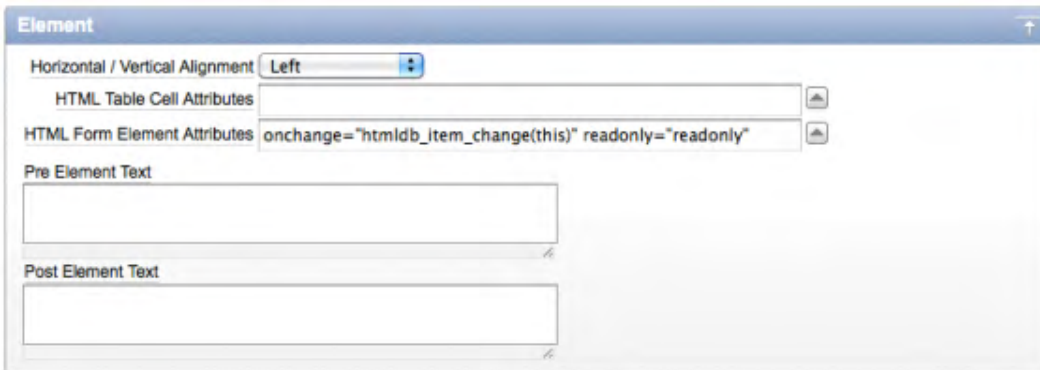 Element
Horizontal / Vertical Alignment Left
HTML Table Cell Attributes
HTML Form Element Attributes onchange="htmldb_item_change(this)" readonly="readonly"
Pre Element Text
Post Element Text